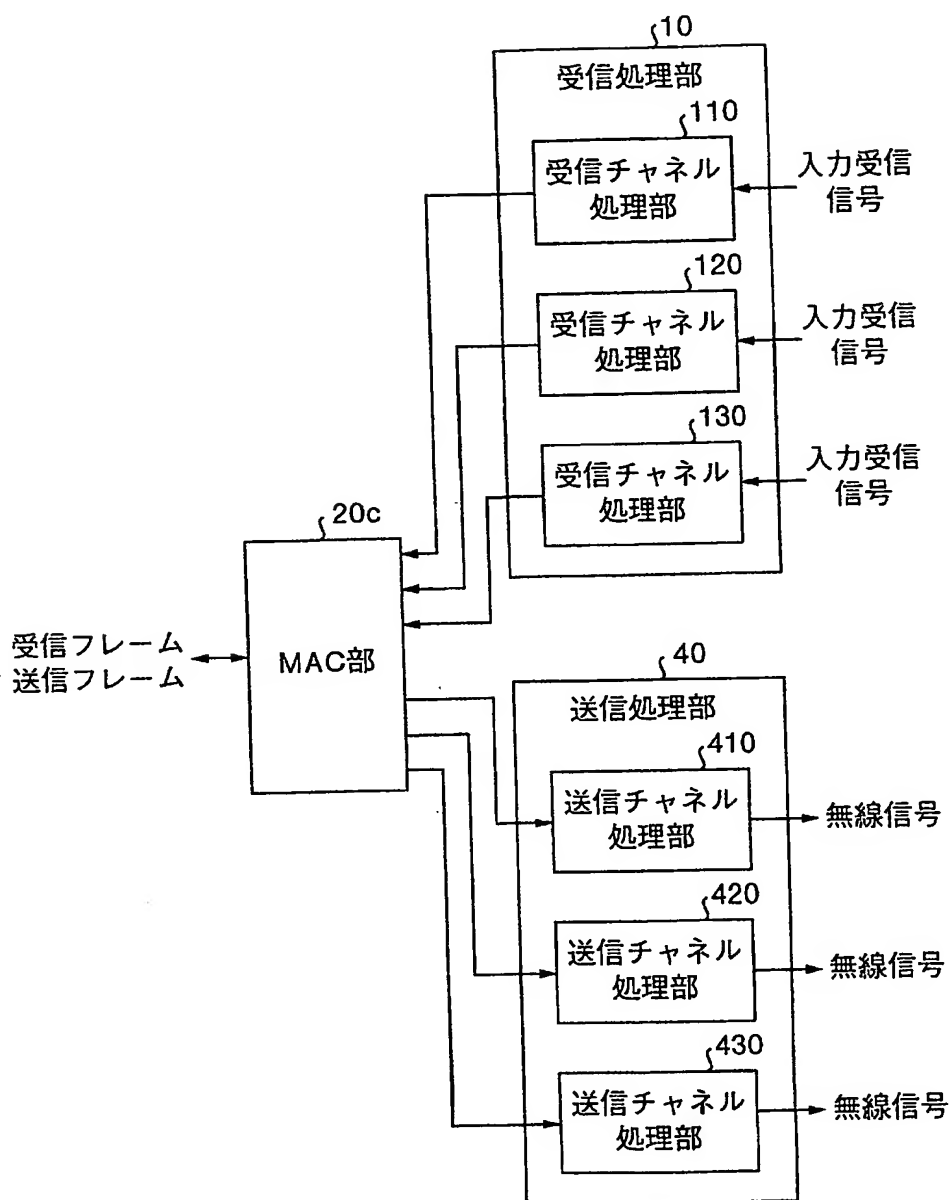 10
受信処理部
110
受信チャネル
処理部
入力受信
信号
120
受信チャネル
処理部
入力受信
信号
130
受信チャネル
処理部
入力受信
信号
20c
MAC部
受信フレーム
送信フレーム
40
送信処理部
410
送信チャネル
処理部
無線信号
420
送信チャネル
処理部
無線信号
430
送信チャネル
処理部
無線信号